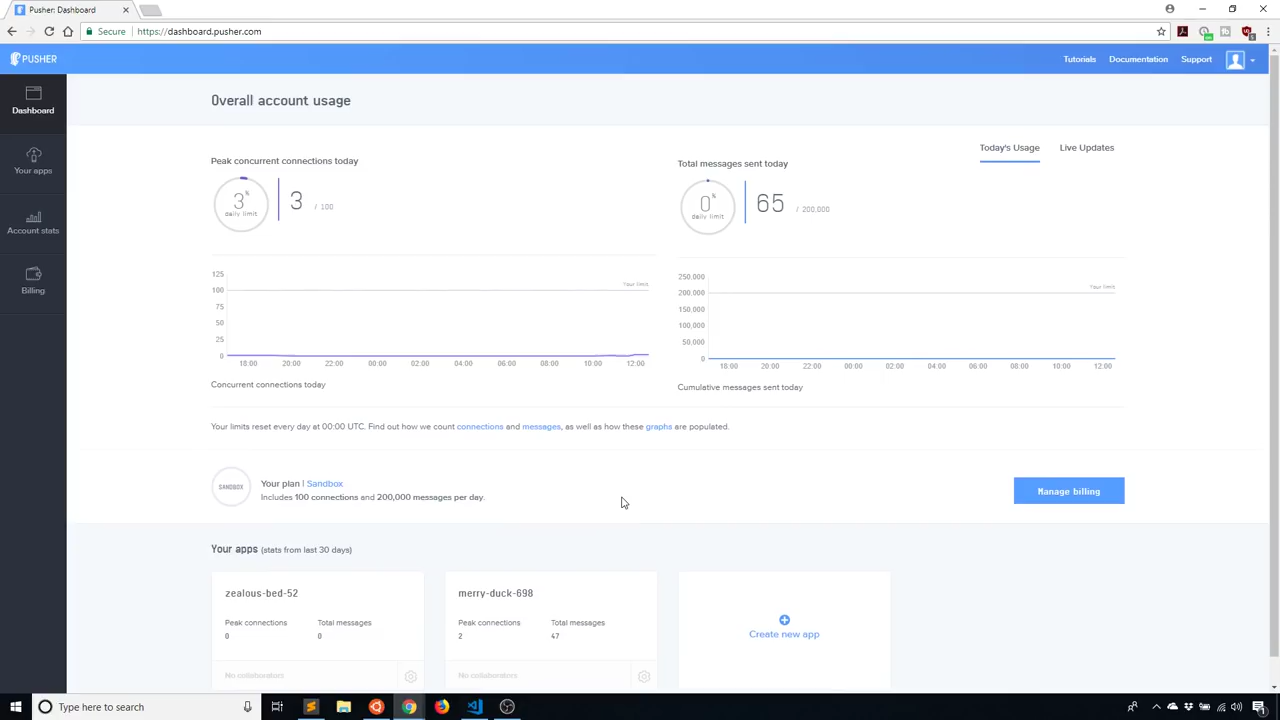 Pusher: Dashboard
Secure
https://dashboard.pusher.com
PUSHER
Tutorials
Documentation
Support
Dashboard
Your apps
Account stats
Billing
Overall account usage
Today's Usage
Live Updates
Peak concurrent connections today
3%
daily limit
3
/ 100
125
100
75
50
25
0
Your limit
18:00 20:00 22:00 00:00 02:00 04:00 06:00 08:00 10:00 12:00
Concurrent connections today
Total messages sent today
0%
daily limit
65
/ 200,000
250,000
200,000
150,000
100,000
50,000
0
Your limit
18:00 20:00 22:00 00:00 02:00 04:00 06:00 08:00 10:00 12:00
Cumulative messages sent today
Your limits reset every day at 00:00 UTC. Find out how we count connections and messages, as well as how these graphs are populated.
SANDBOX
Your plan | Sandbox
Includes 100 connections and 200,000 messages per day.
Manage billing
Your apps (stats from last 30 days)
zealous-bed-52
Peak connections
Total messages
0
0
No collaborators
merry-duck-698
Peak connections
Total messages
2
47
No collaborators
Create new app
Type here to search